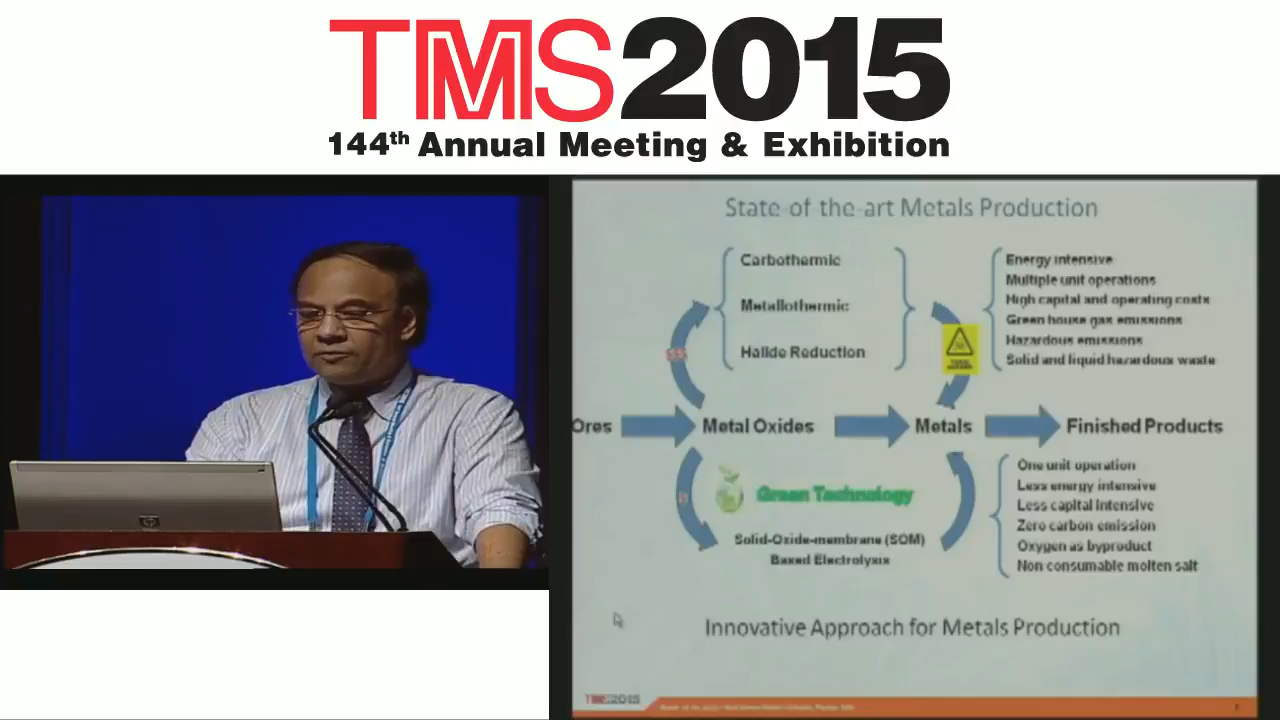 TMS2015
144th Annual Meeting & Exhibition
State-of-the-art Metals Production
Carbothermic
Metallothermic
Halide Reduction
Energy intensive
Multiple unit operations
High capital and operating costs
Green house gas emissions
Hazardous emissions
Solid and liquid hazardous waste
$$$
Ores
Metal Oxides
Metals
Finished Products
$
Green Technology
Solid-Oxide-membrane (SOM)
Based Electrolysis
One unit operation
Less energy intensive
Less capital intensive
Zero carbon emission
Oxygen as byproduct
Non consumable molten salt
Innovative Approach for Metals Production
TMS2015
hp